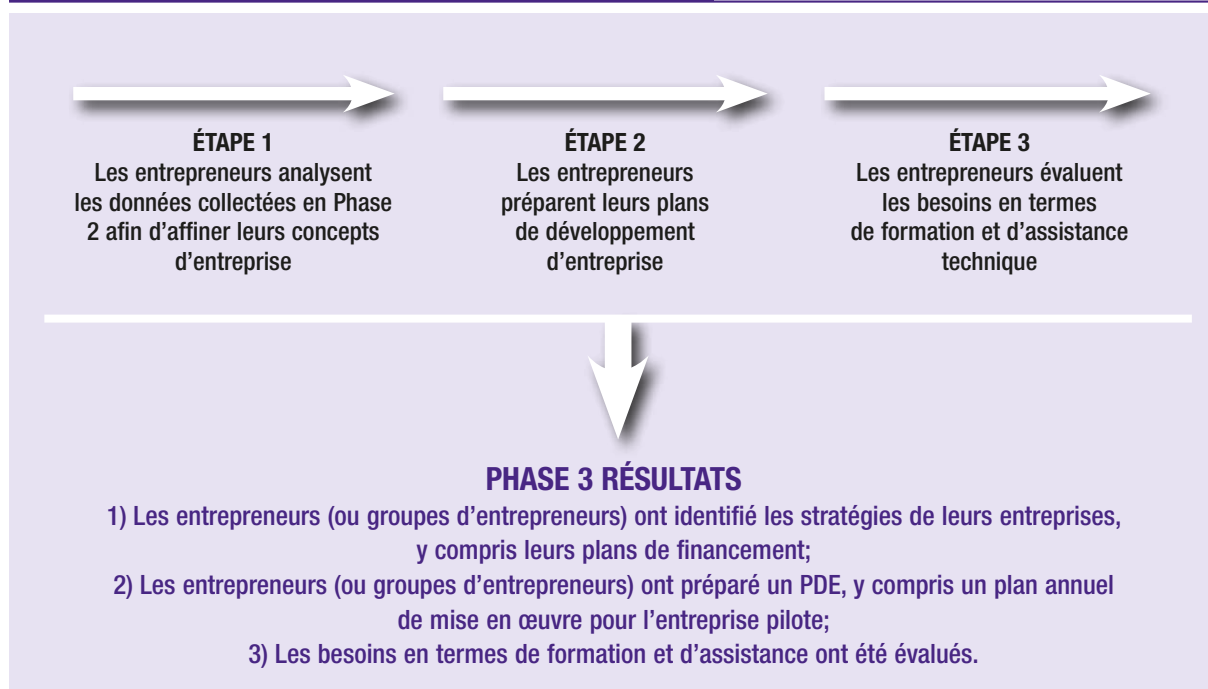 ÉTAPE 1
Les entrepreneurs analysent
les données collectées en Phase
2 afin d’affiner leurs concepts
d’entreprise
ÉTAPE 2
Les entrepreneurs
préparent leurs plans
de développement
d’entreprise
ÉTAPE 3
Les entrepreneurs évaluent
les besoins en termes
de formation et d’assistance
technique
PHASE 3 RÉSULTATS
1) Les entrepreneurs (ou groupes d’entrepreneurs) ont identifié les stratégies de leurs entreprises,
y compris leurs plans de financement;
2) Les entrepreneurs (ou groupes d’entrepreneurs) ont préparé un PDE, y compris un plan annuel
de mise en œuvre pour l’entreprise pilote;
3) Les besoins en termes de formation et d’assistance ont été évalués.